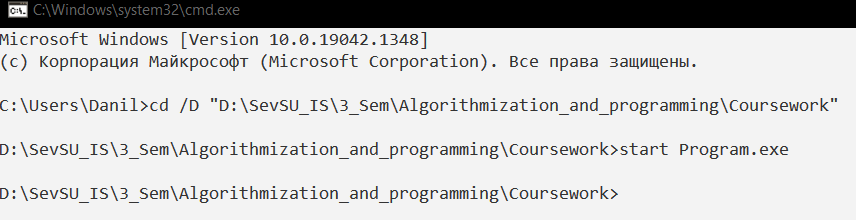 C:\Windows\system32\cmd.exe
Microsoft Windows [Version 10.0.19042.1348]
(c) Корпорация Майкрософт (Microsoft Corporation). Все права защищены.
C:\Users\Danil>cd /D "D:\SevSU_IS\3_Sem\Algorithmization_and_programming\Coursework"
D:\SevSU_IS\3_Sem\Algorithmization_and_programming\Coursework>start Program.exe
D:\SevSU_IS\3_Sem\Algorithmization_and_programming\Coursework>